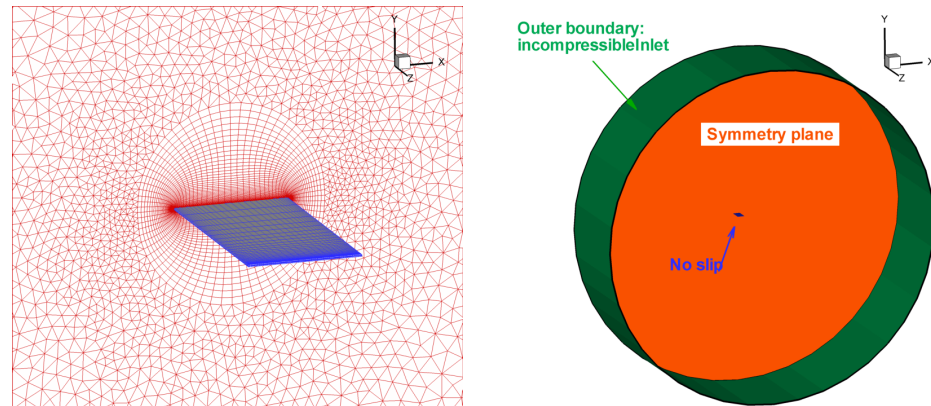 Y
X
Z
Outer boundary:
incompressibleInlet
Y
X
Z
Symmetry plane
No slip